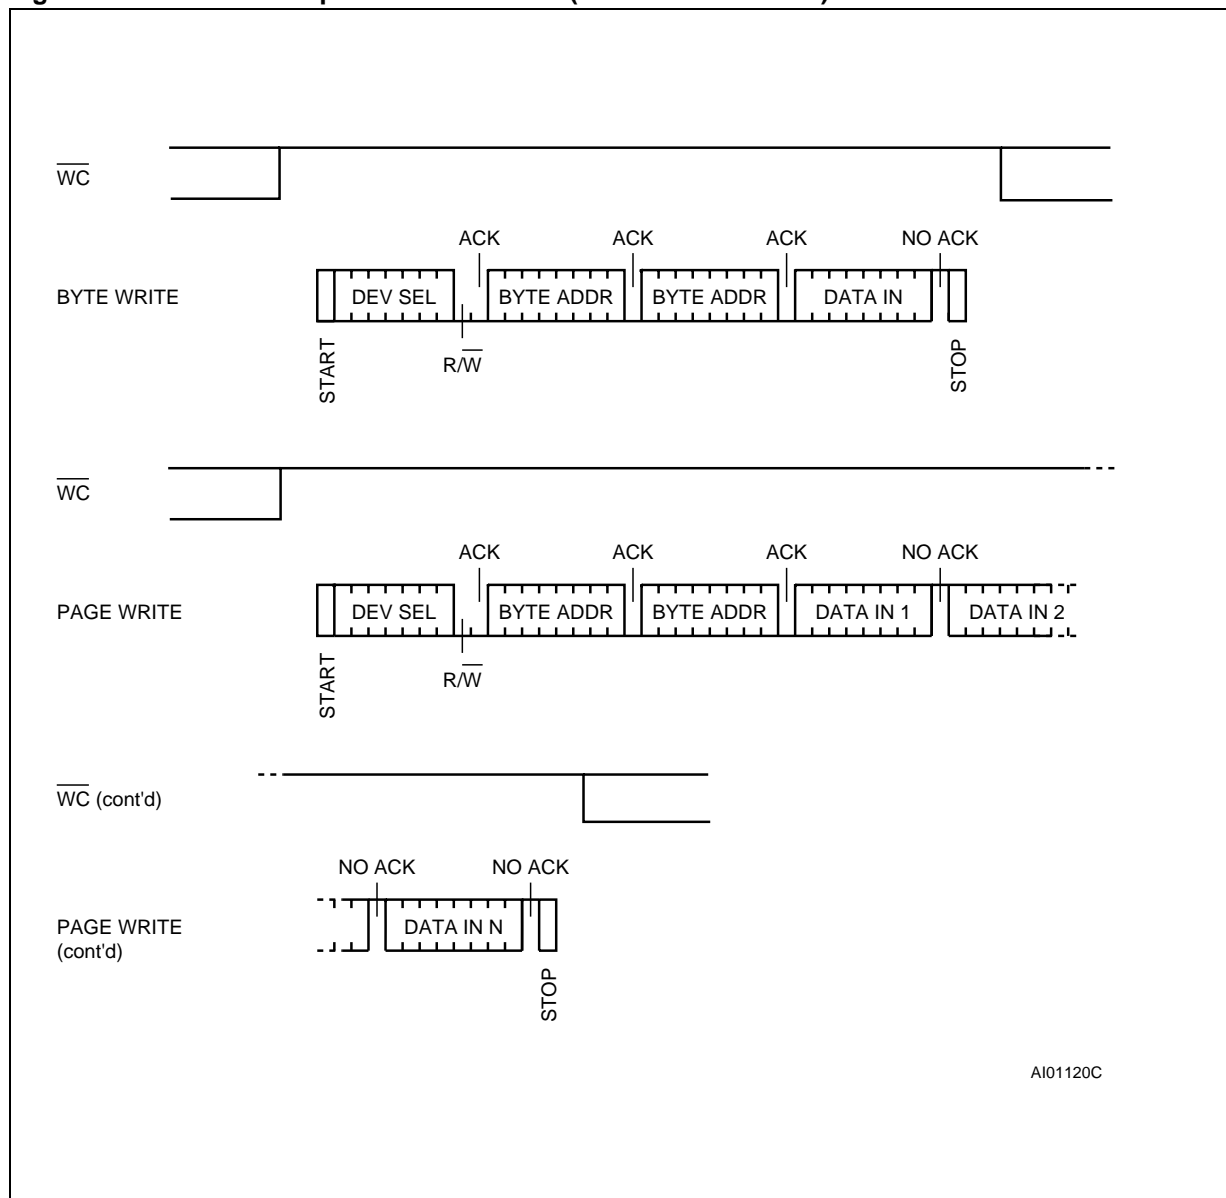 WC
ACK ACK ACK NO ACK
BYTE WRITE DEV SEL BYTE ADDR BYTE ADDR DATA IN
R/W
START STOP
WC
ACK ACK ACK NO ACK
PAGE WRITE DEV SEL BYTE ADDR BYTE ADDR DATA IN 1 DATA IN 2
R/W
START
WC (cont'd)
NO ACK NO ACK
PAGE WRITE DATA IN N
(cont'd)
STOP
AI01120C